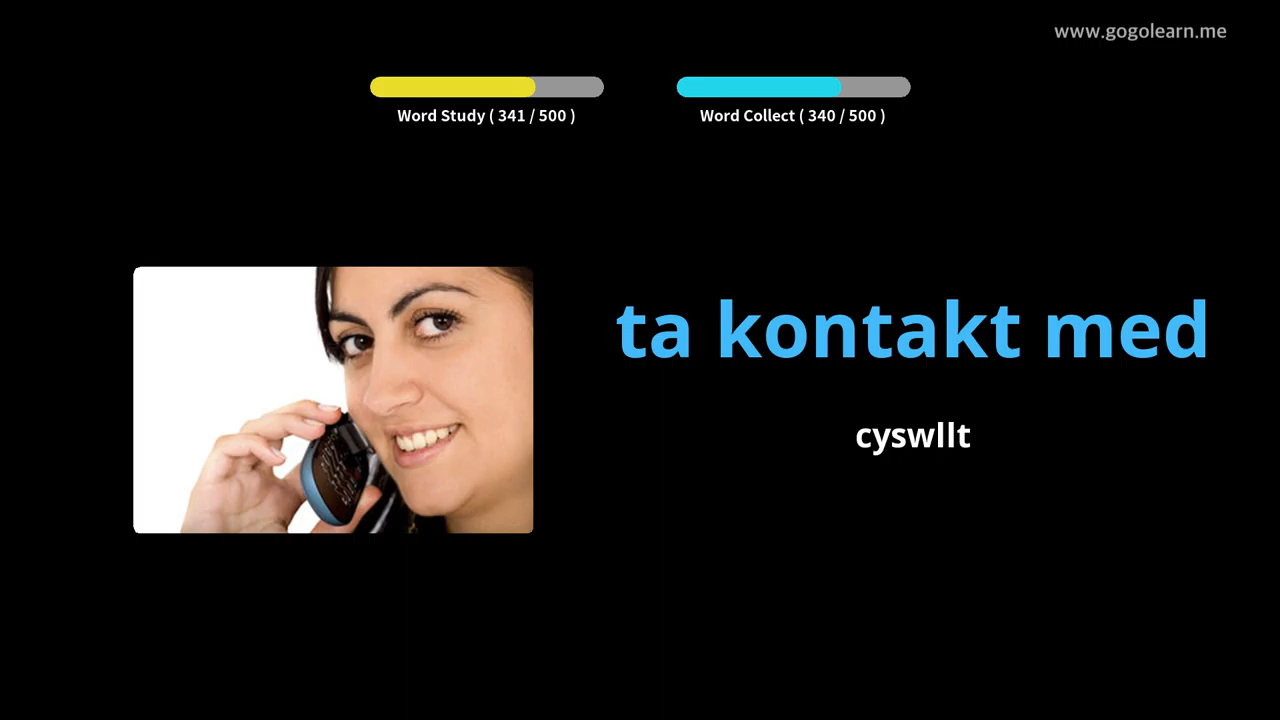 www.gogolearn.me
Word Study ( 341 / 500 )
Word Collect ( 340 / 500 )
ta kontakt med
cyswllt